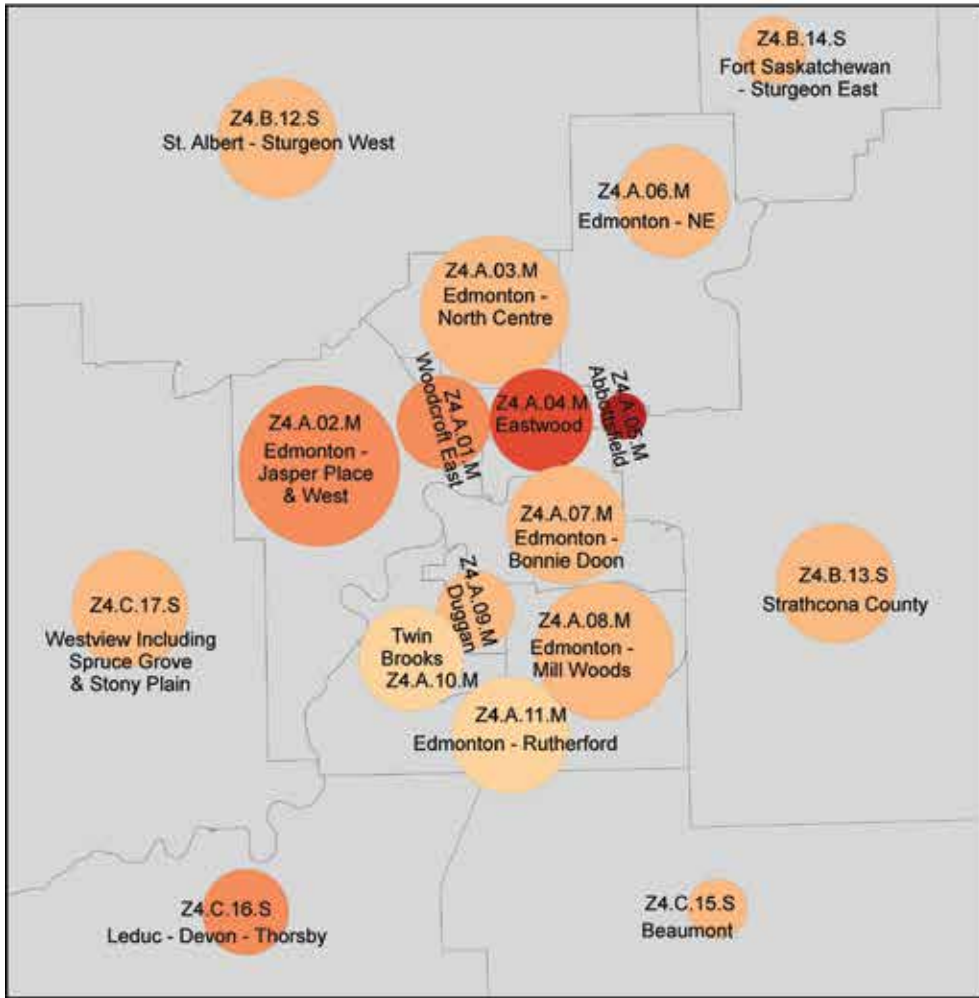 Z4.B.14.S
Fort Saskatchewan
- Sturgeon East
Z4.B.12.S
St. Albert - Sturgeon West
Z4.A.06.M
Edmonton - NE
Z4.A.03.M
Edmonton -
North Centre
Z4.A.01.M
Woodcroft East
Z4.A.04.M
Eastwood
Z4.A.05.M
Abbottsfield
Z4.A.02.M
Edmonton -
Jasper Place
& West
Z4.A.07.M
Edmonton -
Bonnie Doon
Z4.B.13.S
Strathcona County
Z4.C.17.S
Westview Including
Spruce Grove
& Stony Plain
Z4.A.09.M
Duggan
Z4.A.08.M
Edmonton -
Mill Woods
Twin
Brooks
Z4.A.10.M
Z4.A.11.M
Edmonton - Rutherford
Z4.C.16.S
Leduc - Devon - Thorsby
Z4.C.15.S
Beaumont